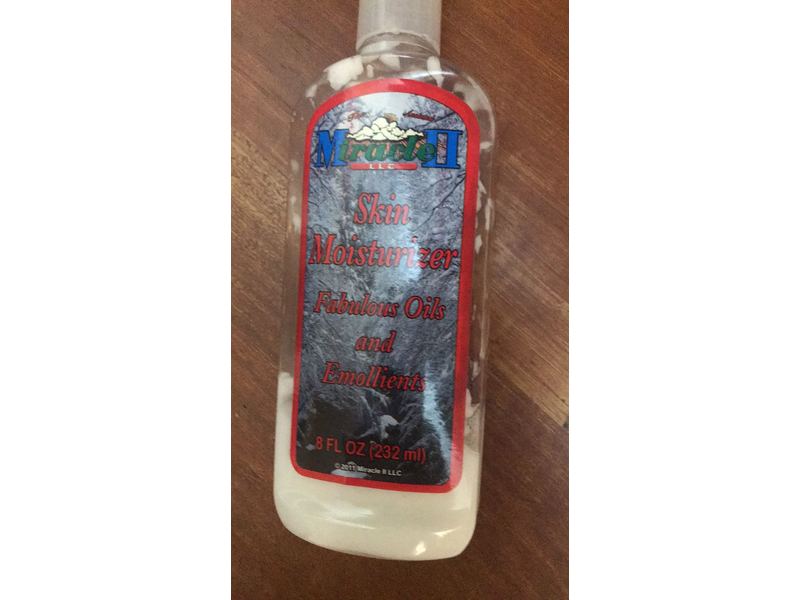 Miracle II
LLC
Skin
Moisturizer
Fabulous Oils
and
Emollients
8 FL OZ (232 ml)
© 2011 Miracle II LLC